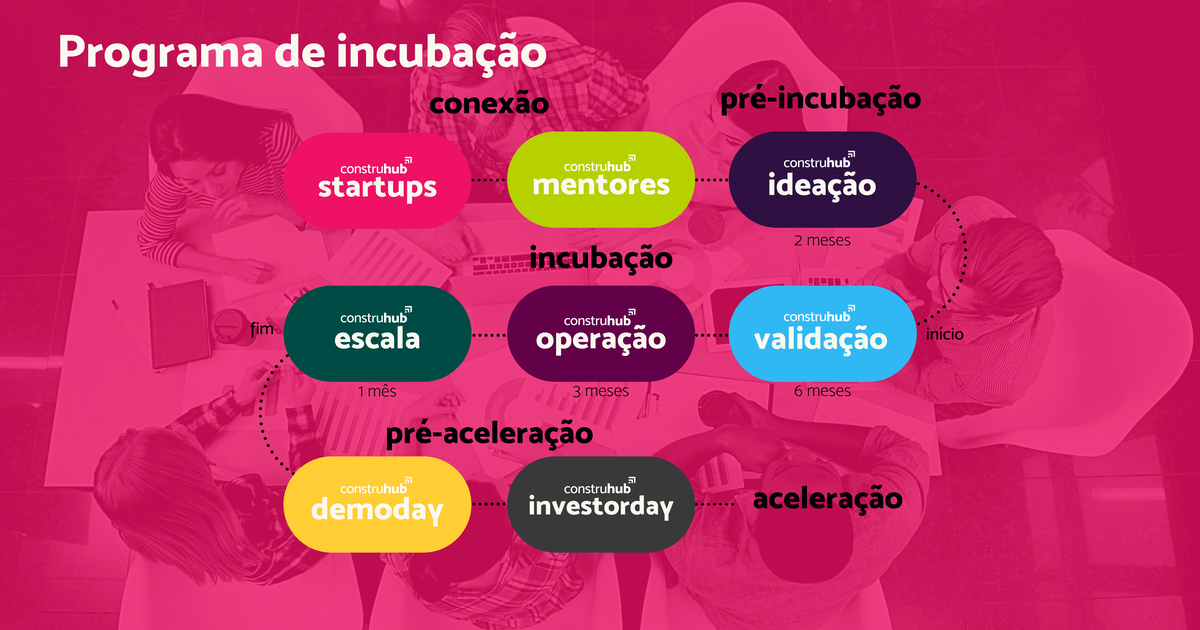 Programa de incubação
conexão
pré-incubação
construhub
startups
construhub
mentores
construhub
ideação
2 meses
incubação
fim
construhub
escala
1 mês
construhub
operação
3 meses
construhub
validação
6 meses
início
pré-aceleração
construhub
demoday
construhub
investorday
aceleração